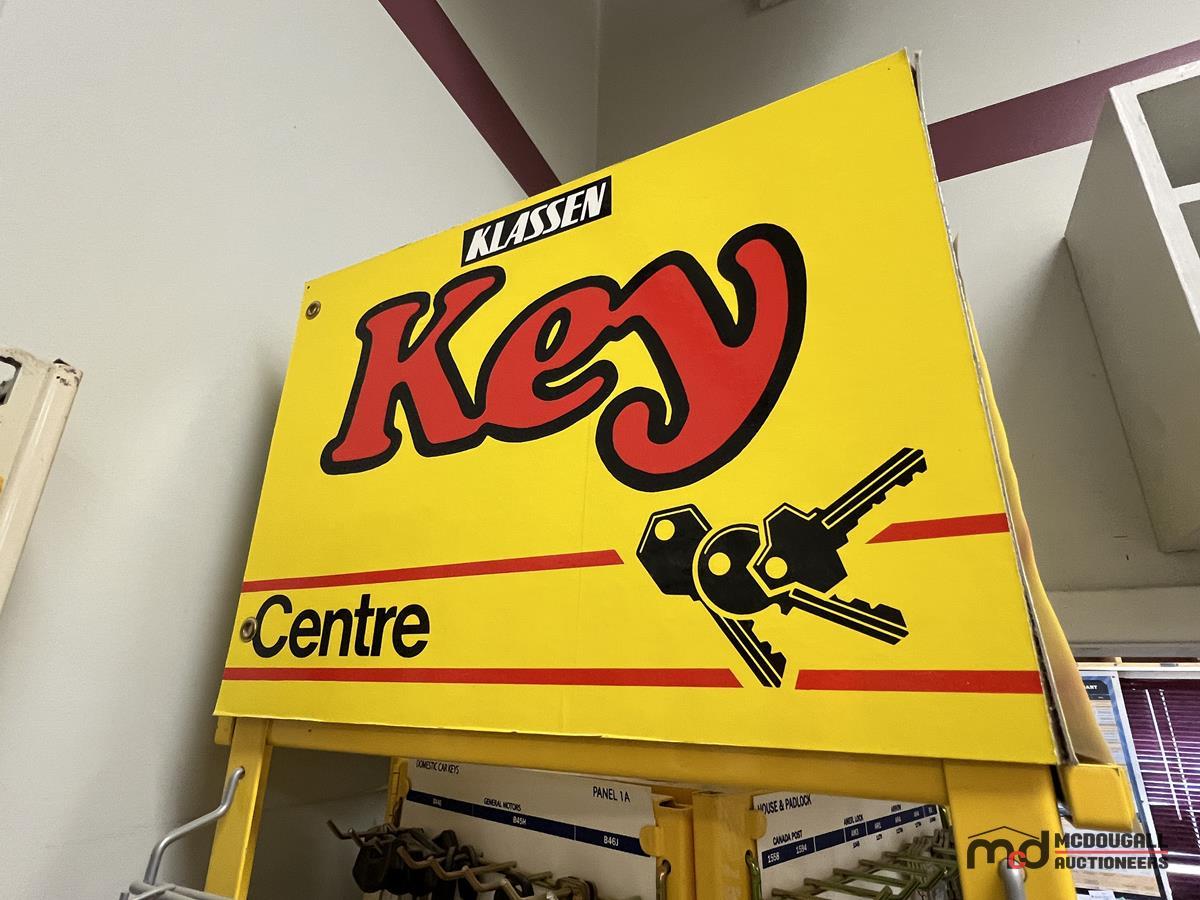 KLASSEN
Key
Centre
DOMESTIC CAR KEYS
PANEL 1A
GENERAL MOTORS
B45H
B46J
HOUSE & PADLOCK
CANADA POST
1558 1594
mcd MCDOUGALL
AUCTIONEERS